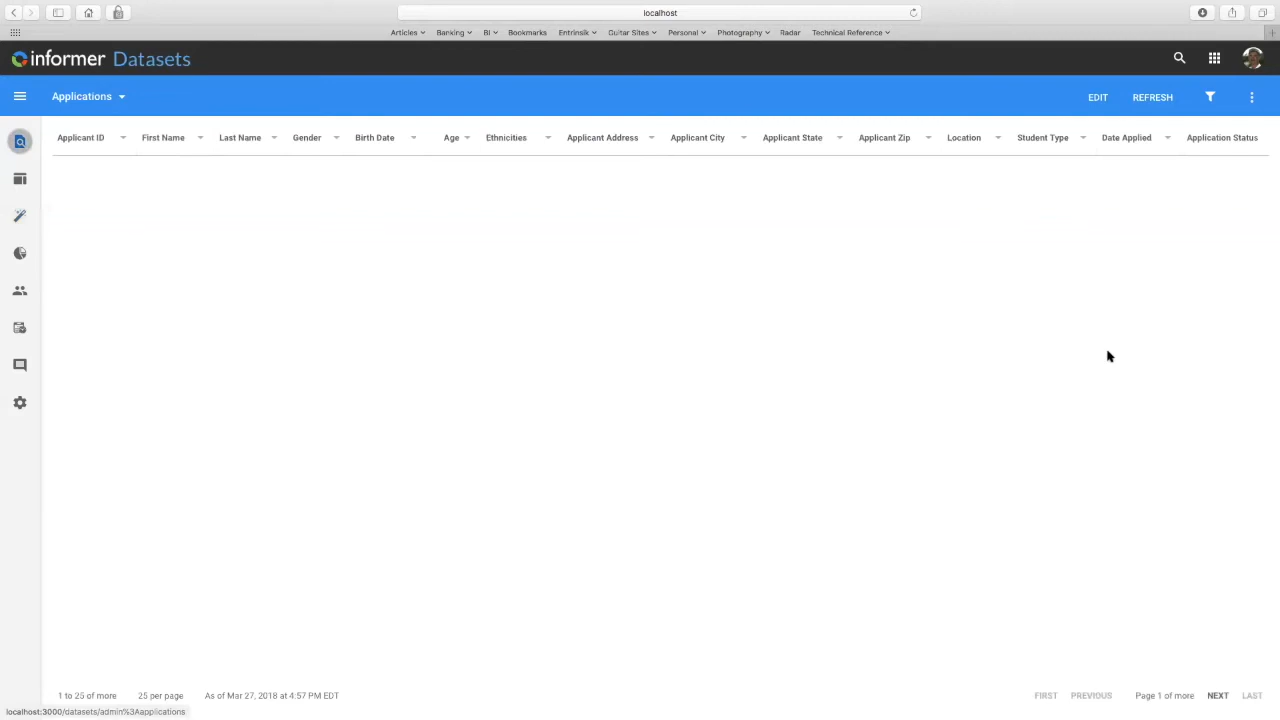 localhost
Articles Banking BI Bookmarks Entrinsik Guitar Sites Personal Photography Radar Technical Reference
informer Datasets
Applications EDIT REFRESH
Applicant ID First Name Last Name Gender Birth Date Age Ethnicities Applicant Address Applicant City Applicant State Applicant Zip Location Student Type Date Applied Application Status
1 to 25 of more 25 per page As of Mar 27, 2018 at 4:57 PM EDT FIRST PREVIOUS Page 1 of more NEXT LAST
localhost:3000/datasets/admin%3Aapplications